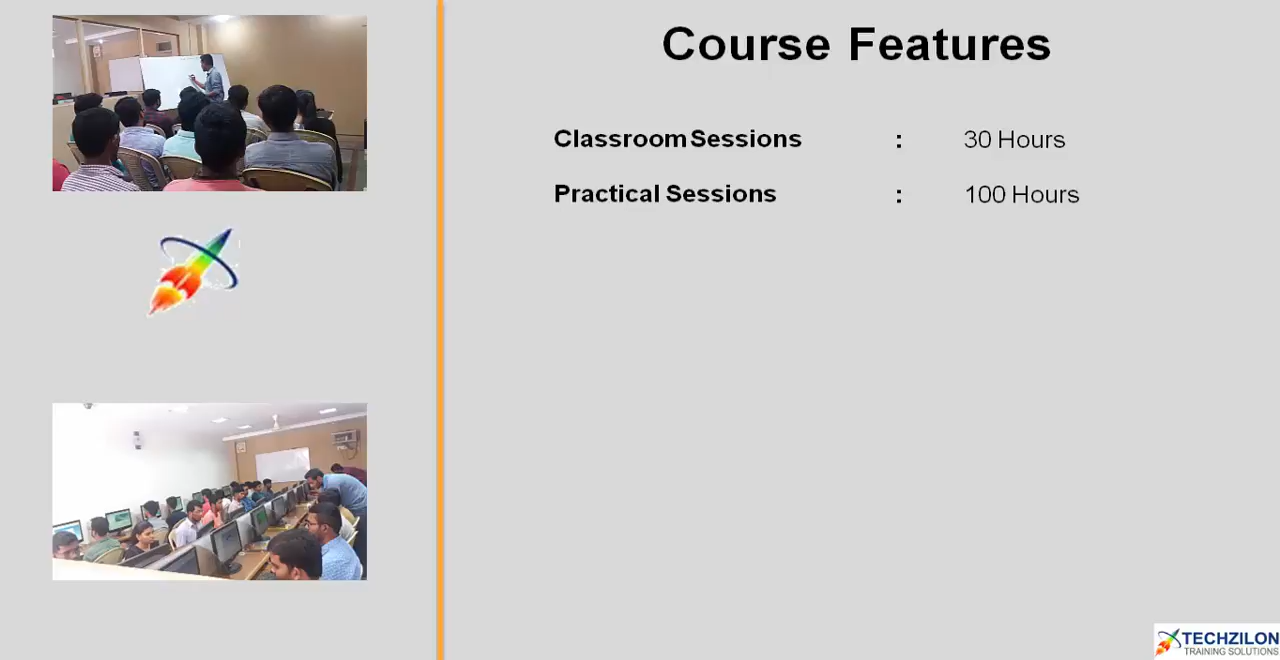 Course Features
Classroom Sessions : 30 Hours
Practical Sessions : 100 Hours
TECHZILON
TRAINING SOLUTIONS